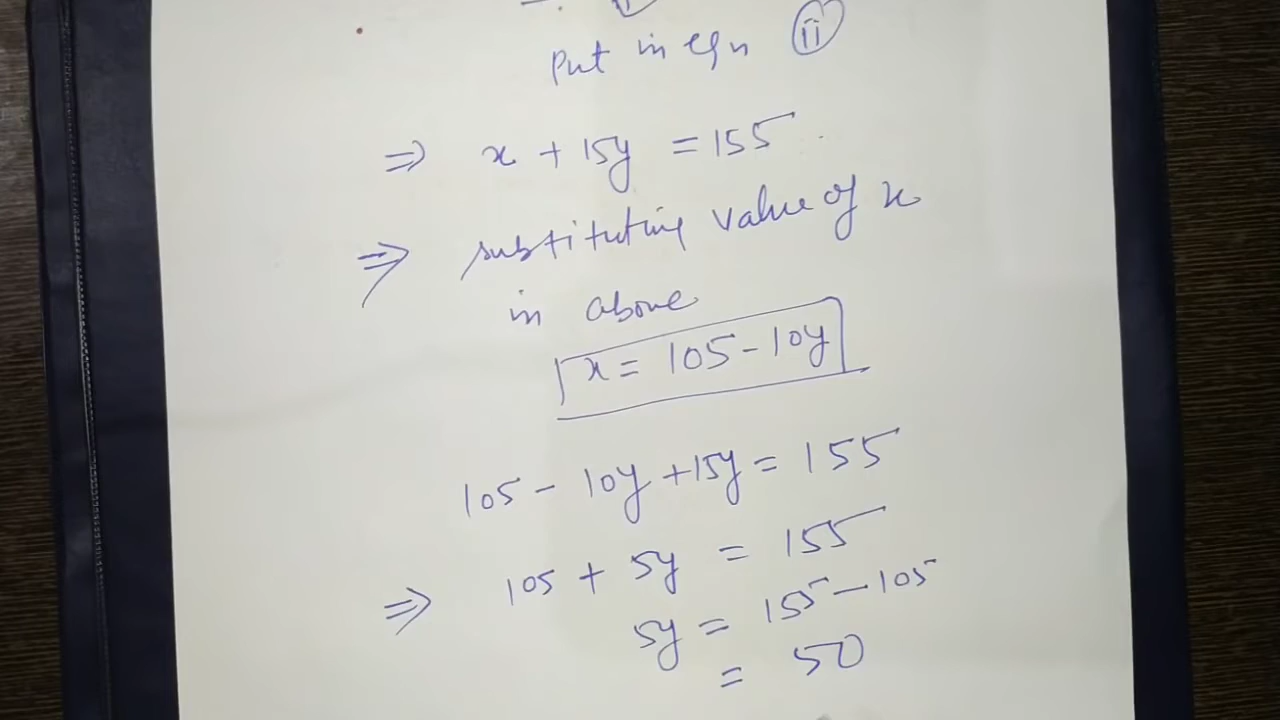 Put in eqn (ii)
⇒ x + 15y = 155
⇒ substituting value of x
in above
x = 105 - 10y
105 - 10y + 15y = 155
⇒ 105 + 5y = 155
5y = 155 - 105
= 50